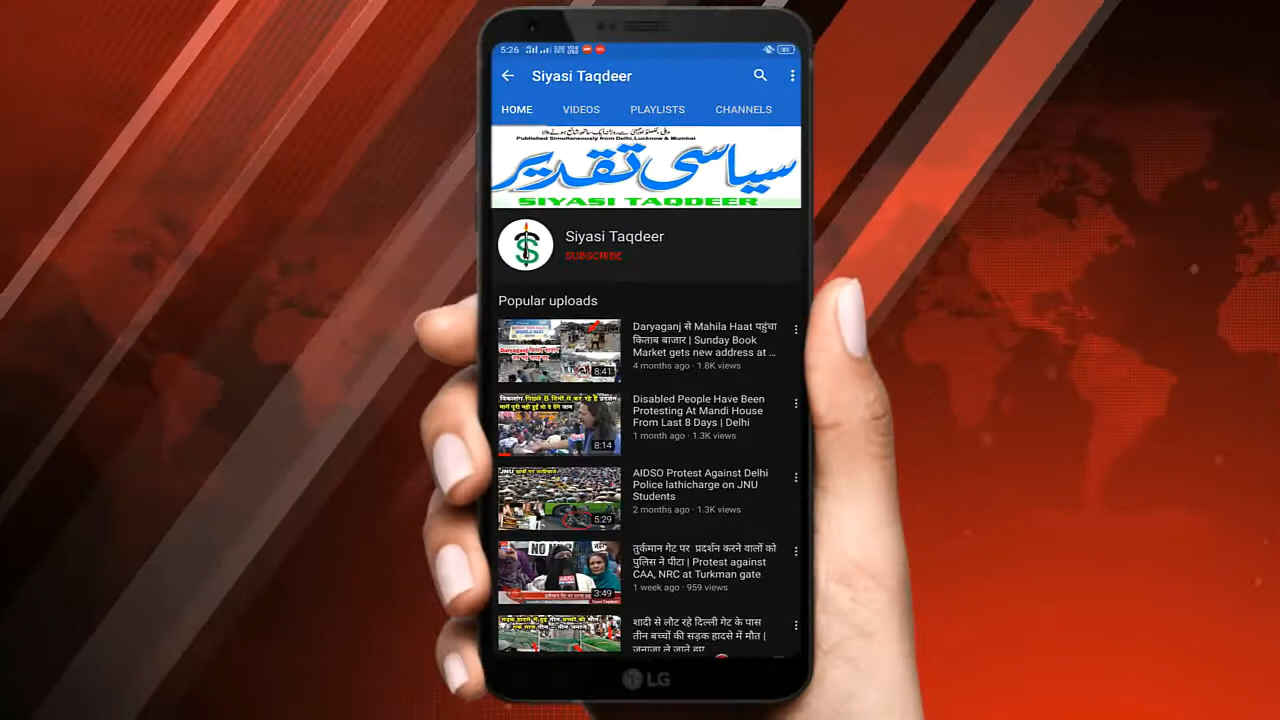 5:26
Siyasi Taqdeer
HOME VIDEOS PLAYLISTS CHANNELS
Published Simultaneously from Delhi,Lucknow & Mumbai
سیاسی تقدیر
SIYASI TAQDEER
Siyasi Taqdeer
SUBSCRIBE
Popular uploads
Daryaganj से Mahila Haat पहुंचा
किताब बाजार | Sunday Book
Market gets new address at ...
4 months ago · 1.8K views
8:41
Disabled People Have Been
Protesting At Mandi House
From Last 8 Days | Delhi
1 month ago · 1.3K views
8:14
AIDSO Protest Against Delhi
Police lathicharge on JNU
Students
2 months ago · 1.3K views
5:29
तुर्कमान गेट पर प्रदर्शन करने वालों को
पुलिस ने पीटा | Protest against
CAA, NRC at Turkman gate
1 week ago · 959 views
3:49
शादी से लौट रहे दिल्ली गेट के पास
तीन बच्चों की सड़क हादसे में मौत |
जनाजा ले जाते हुए
LG